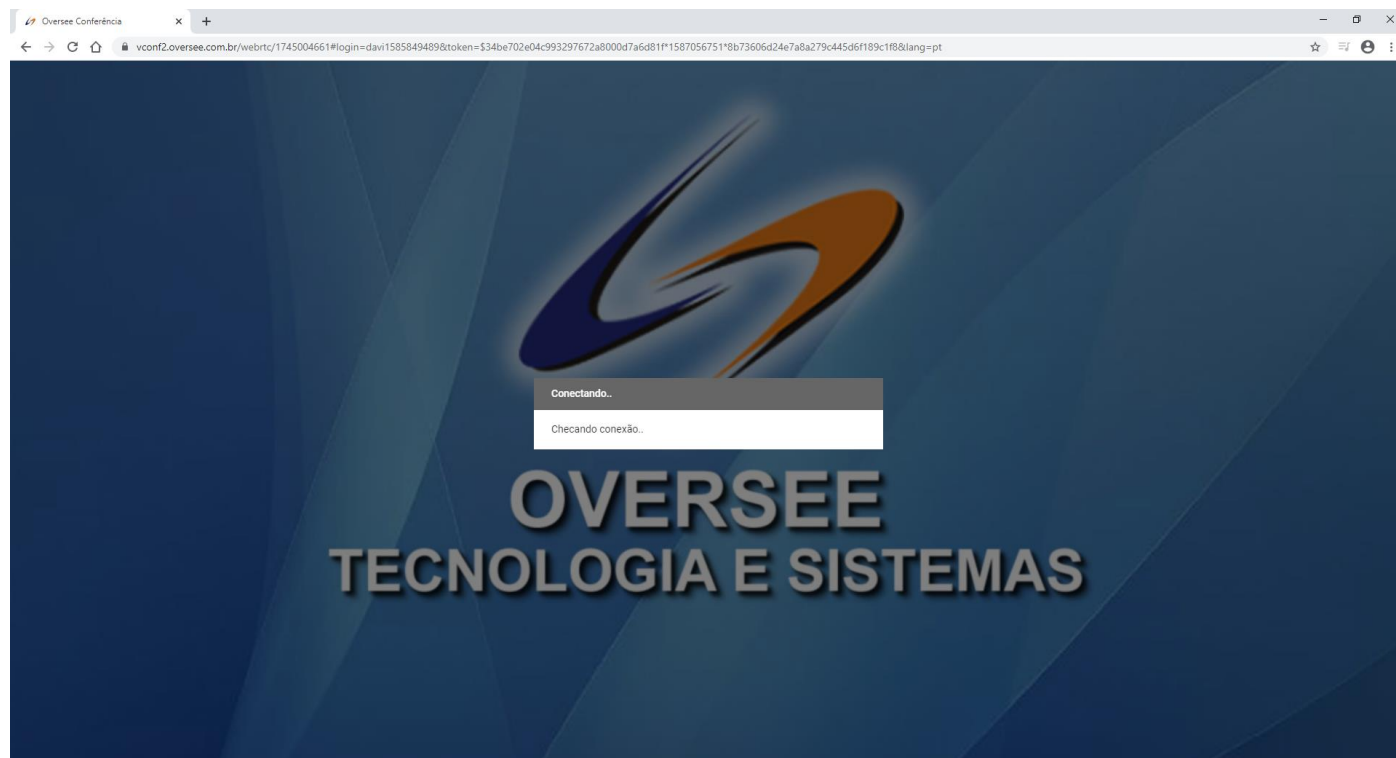 Oversee Conferência
vconf2.oversee.com.br/webrtc/1745004661#login=davi1585849489&token=$34be702e04c993297672a8000d7a6d81f*1587056751*8b73606d24e7a8a279c445d6f189c1f8&lang=pt
Conectando..
Checando conexão..
OVERSEE
TECNOLOGIA E SISTEMAS